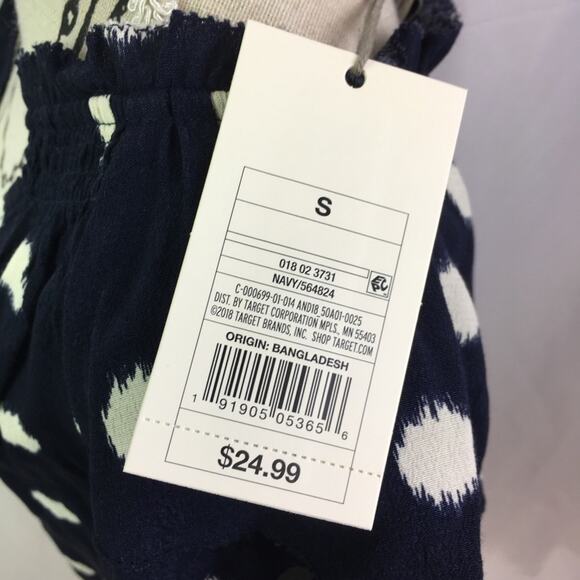 S
018 02 3731
NAVY/564824
C-000699-01-014 AND18 50A01-0025
DIST. BY TARGET CORPORATION MPLS., MN 55403
©2018 TARGET BRANDS, INC. SHOP TARGET.COM
ORIGIN: BANGLADESH
1 91905 05365 6
$24.99